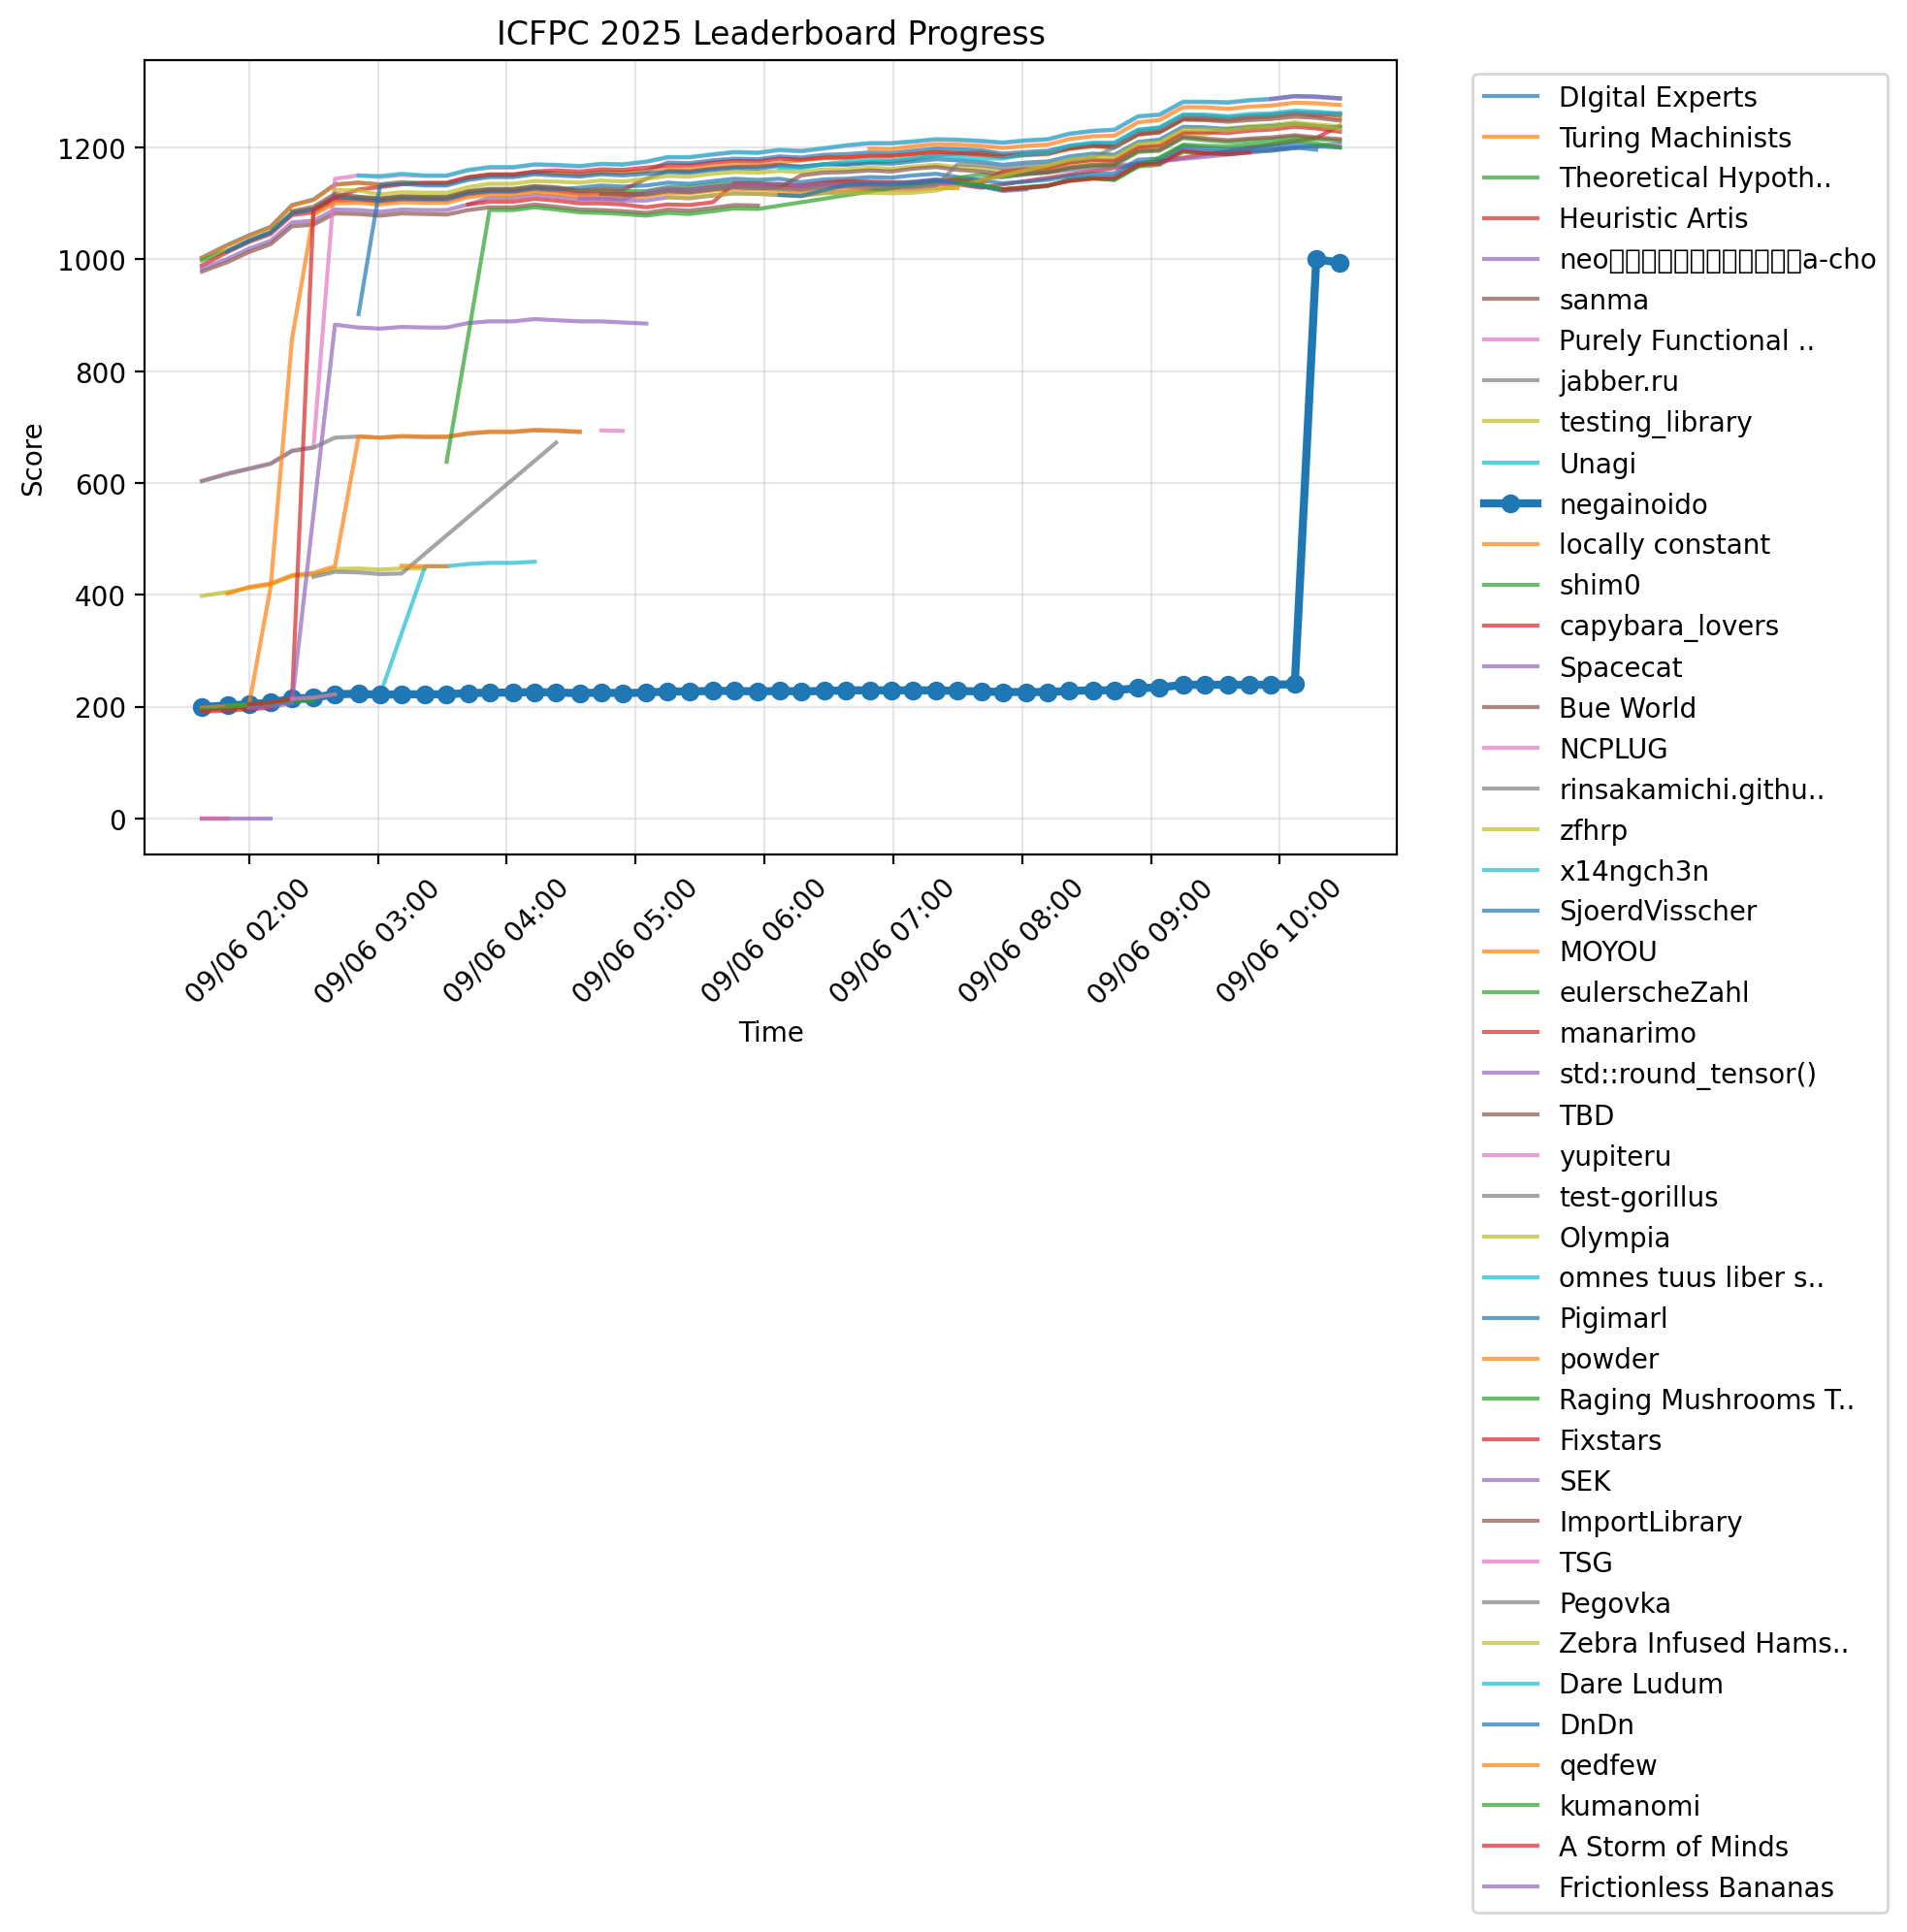 ICFPC 2025 Leaderboard Progress
Score
1200
1000
800
600
400
200
0
09/06 02:00
09/06 03:00
09/06 04:00
09/06 05:00
09/06 06:00
09/06 07:00
09/06 08:00
09/06 09:00
09/06 10:00
Time
DIgital Experts
Turing Machinists
Theoretical Hypoth..
Heuristic Artis
neo▯▯▯▯▯▯▯▯▯▯▯▯a-cho
sanma
Purely Functional ..
jabber.ru
testing_library
Unagi
negainoido
locally constant
shim0
capybara_lovers
Spacecat
Bue World
NCPLUG
rinsakamichi.githu..
zfhrp
x14ngch3n
SjoerdVisscher
MOYOU
eulerscheZahl
manarimo
std::round_tensor()
TBD
yupiteru
test-gorillus
Olympia
omnes tuus liber s..
Pigimarl
powder
Raging Mushrooms T..
Fixstars
SEK
ImportLibrary
TSG
Pegovka
Zebra Infused Hams..
Dare Ludum
DnDn
qedfew
kumanomi
A Storm of Minds
Frictionless Bananas